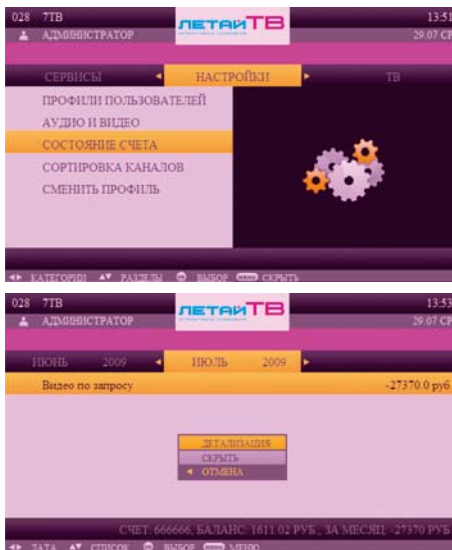 028 7ТВ ЛЕТАЙТВ 13:51
АДМИНИСТРАТОР 29.07 СР
СЕРВИСЫ НАСТРОЙКИ ТВ
ПРОФИЛИ ПОЛЬЗОВАТЕЛЕЙ
АУДИО И ВИДЕО
СОСТОЯНИЕ СЧЕТА
СОРТИРОВКА КАНАЛОВ
СМЕНИТЬ ПРОФИЛЬ
КАТЕГОРИИ РАЗДЕЛЫ ВЫБОР СКРЫТЬ
028 7ТВ ЛЕТАЙТВ 13:53
АДМИНИСТРАТОР 29.07 СР
ИЮНЬ 2009 ИЮЛЬ 2009
Видео по запросу -27370.0 руб
ДЕТАЛИЗАЦИЯ
СКРЫТЬ
ОТМЕНА
СЧЕТ: 666666, БАЛАНС: 1611.02 РУБ., ЗА МЕСЯЦ: -27370 РУБ
ДАТА СПИСОК ВЫБОР МЕНЮ